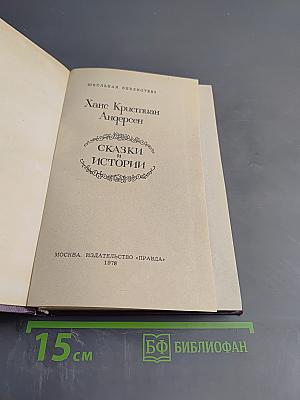 ШКОЛЬНАЯ БИБЛИОТЕКА
Ханс Кристиан
Андерсен
СКАЗКИ
И
ИСТОРИИ
МОСКВА. ИЗДАТЕЛЬСТВО «ПРАВДА»
1978
15 см
БФ БИБЛИОФАН